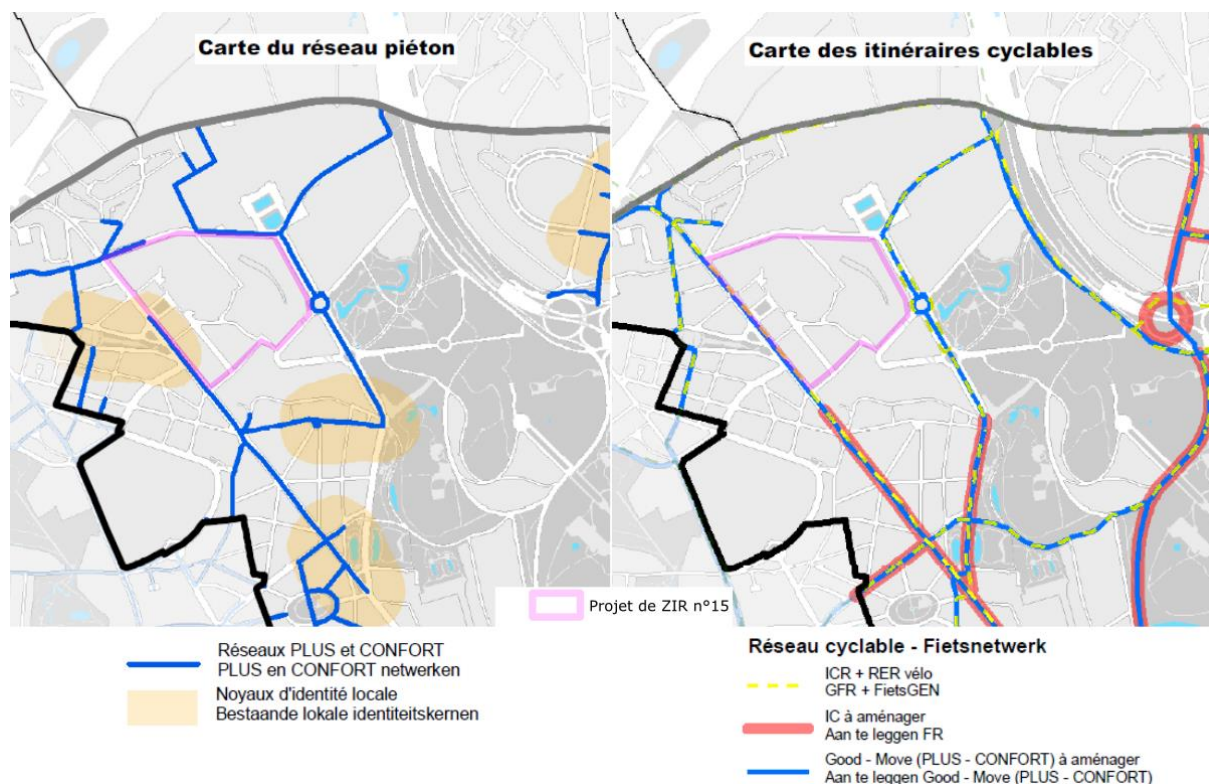 Carte du réseau piéton
Carte des itinéraires cyclables
Projet de ZIR n°15
Réseaux PLUS et CONFORT
PLUS en CONFORT netwerken
Noyaux d'identité locale
Bestaande lokale identiteitskernen
Réseau cyclable - Fietsnetwerk
ICR + RER vélo
GFR + FietsGEN
IC à aménager
Aan te leggen FR
Good - Move (PLUS - CONFORT) à aménager
Aan te leggen Good - Move (PLUS - CONFORT)